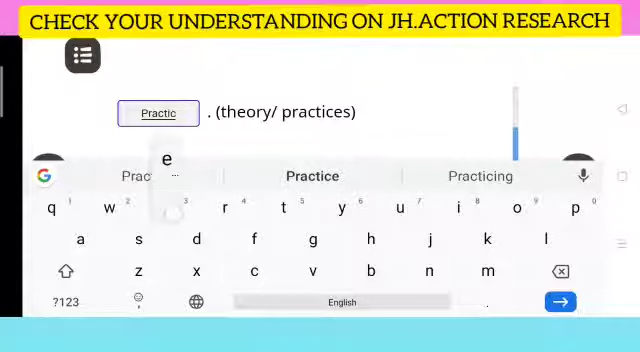 CHECK YOUR UNDERSTANDING ON JH.ACTION RESEARCH
Practic . (theory/ practices)
e
Prac Practice Practicing
q 1 w 2 3 r 4 t 5 y 6 u 7 i 8 o 9 p 0
a s d f g h j k l
z x c v b n m
?123 , English .